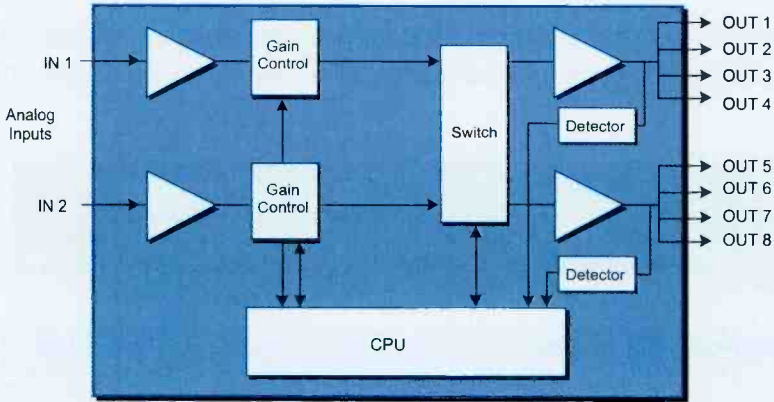 IN 1
Analog
Inputs
IN 2
Gain
Control
Gain
Control
Switch
Detector
Detector
CPU
OUT 1
OUT 2
OUT 3
OUT 4
OUT 5
OUT 6
OUT 7
OUT 8